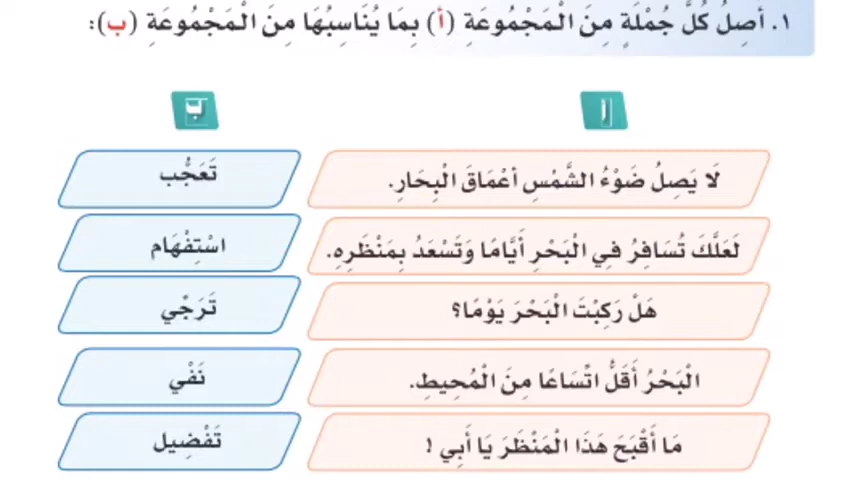 ١. أَصِلُ كُلَّ جُمْلَةٍ مِنَ الْمَجْمُوعَةِ (أ) بِمَا يُنَاسِبُهَا مِنَ الْمَجْمُوعَةِ (ب):
أ
ب
لَا يَصِلُ ضَوْءُ الشَّمْسِ أعْمَاقَ الْبِحَارِ.
تَعَجُّب
لَعَلَّكَ تُسَافِرُ فِي الْبَحْرِ أَيَّامًا وَتَسْعَدُ بِمَنْظَرِهِ.
اسْتِفْهَام
هَلْ رَكِبْتَ الْبَحْرَ يَوْمًا؟
تَرَجِّي
الْبَحْرُ أَقَلُّ اتِّسَاعًا مِنَ الْمُحِيطِ.
نَفْي
مَا أَقْبَحَ هَذَا الْمَنْظَرَ يَا أَبِي !
تَفْضِيل